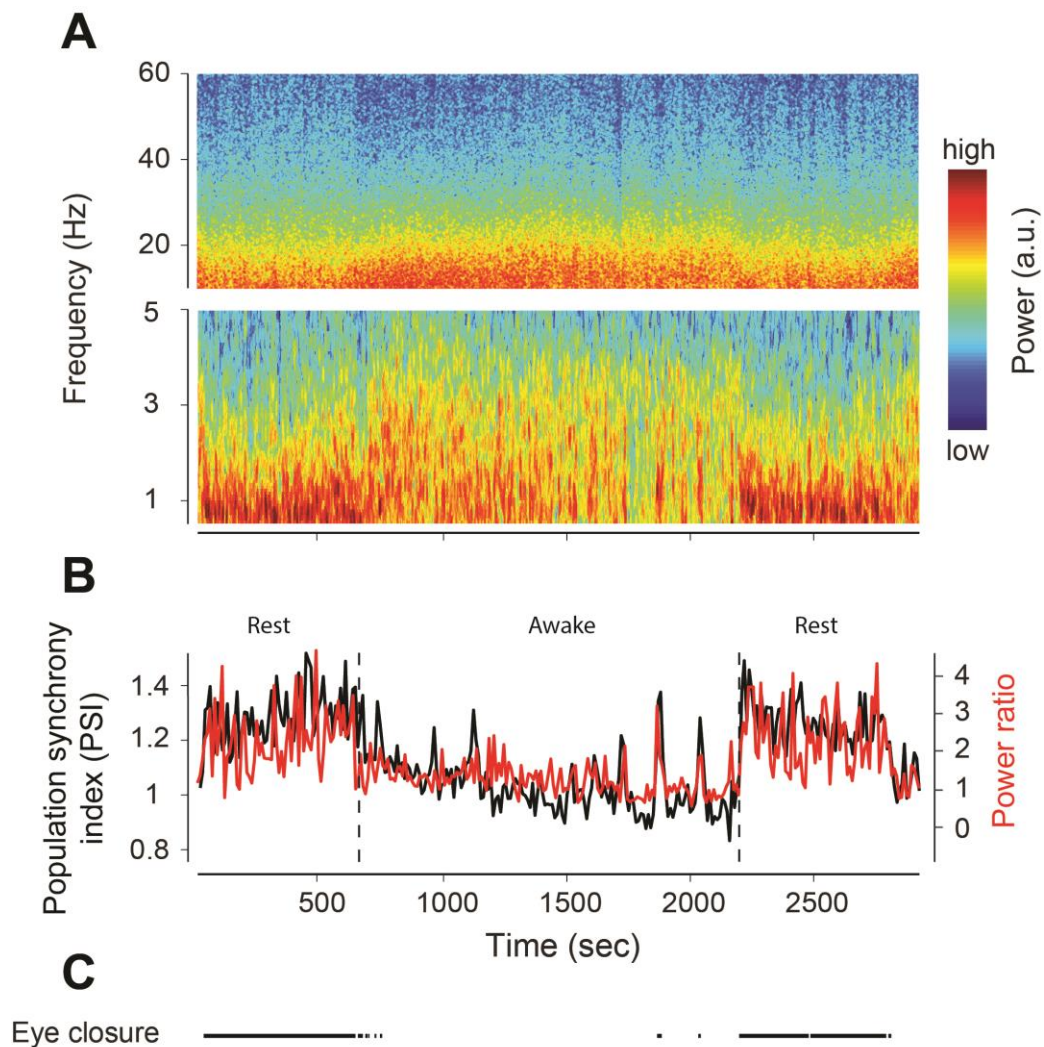 A
60
40
20
Frequency (Hz)
5
3
1
high
Power (a.u.)
low
B
Rest
Awake
Rest
Population synchrony
index (PSI)
1.4
1.2
1
0.8
4
3
2
1
0
Power ratio
500
1000
1500
2000
2500
Time (sec)
C
Eye closure